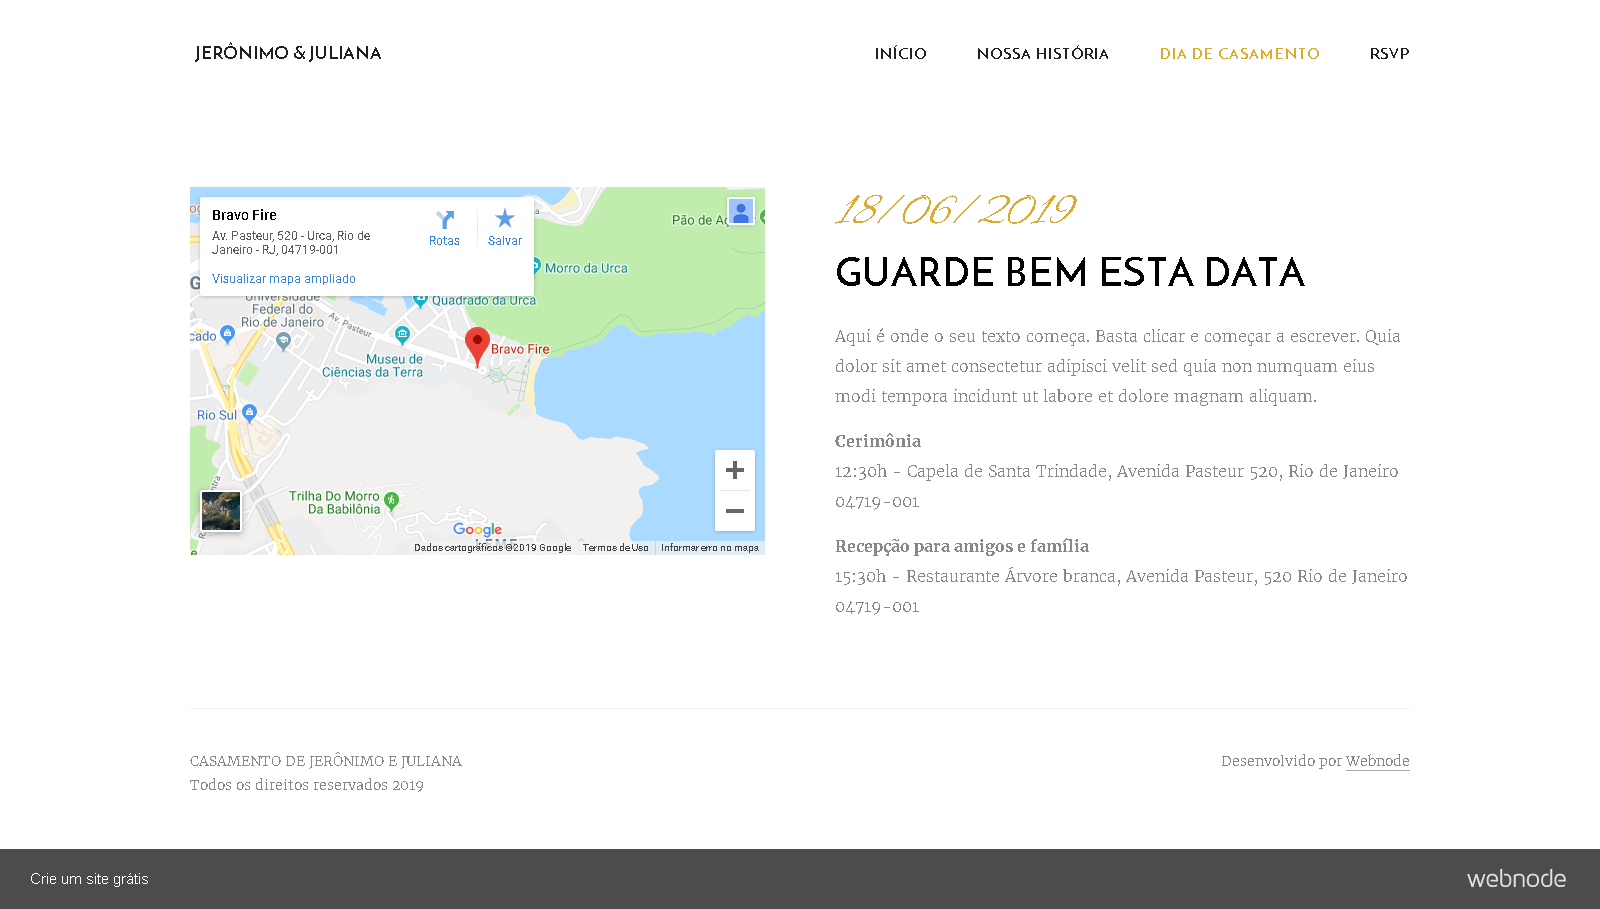 JERÔNIMO & JULIANA
INÍCIO
NOSSA HISTÓRIA
DIA DE CASAMENTO
RSVP
Bravo Fire
Av. Pasteur, 520 - Urca, Rio de
Janeiro - RJ, 04719-001
Visualizar mapa ampliado
Rotas
Salvar
Pão de Aç
Morro da Urca
Quadrado da Urca
Universidade
Federal do
Rio de Janeiro
Av. Pasteur
cado
Museu de
Ciências da Terra
Bravo Fire
Rio Sul
Trilha Do Morro
Da Babilônia
Google
LEME
Dados cartográficos ©2019 Google
Termos de Uso
Informar erro no mapa
18/06/2019
GUARDE BEM ESTA DATA
Aqui é onde o seu texto começa. Basta clicar e começar a escrever. Quia
dolor sit amet consectetur adipisci velit sed quia non numquam eius
modi tempora incidunt ut labore et dolore magnam aliquam.
Cerimônia
12:30h - Capela de Santa Trindade, Avenida Pasteur 520, Rio de Janeiro
04719-001
Recepção para amigos e família
15:30h - Restaurante Árvore branca, Avenida Pasteur, 520 Rio de Janeiro
04719-001
CASAMENTO DE JERÔNIMO E JULIANA
Todos os direitos reservados 2019
Desenvolvido por Webnode
Crie um site grátis
webnode